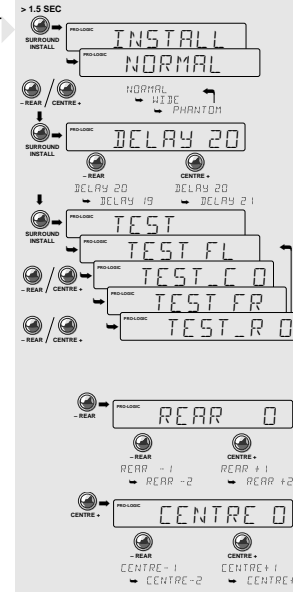 > 1.5 SEC
SURROUND INSTALL
PRO-LOGIC INSTALL
PRO-LOGIC NORMAL
– REAR / CENTRE +
NORMAL
WIDE
PHANTOM
SURROUND INSTALL
PRO-LOGIC DELAY 20
– REAR CENTRE +
DELAY 20 DELAY 20
DELAY 19 DELAY 21
SURROUND INSTALL
PRO-LOGIC TEST
PRO-LOGIC TEST FL
– REAR / CENTRE +
PRO-LOGIC TEST_C 0
PRO-LOGIC TEST FR
– REAR / CENTRE +
PRO-LOGIC TEST_R 0
– REAR
PRO-LOGIC REAR 0
– REAR CENTRE +
REAR - 1 REAR + 1
REAR -2 REAR +2
CENTRE +
PRO-LOGIC CENTRE 0
– REAR CENTRE +
CENTRE- 1 CENTRE+ 1
CENTRE-2 CENTRE+